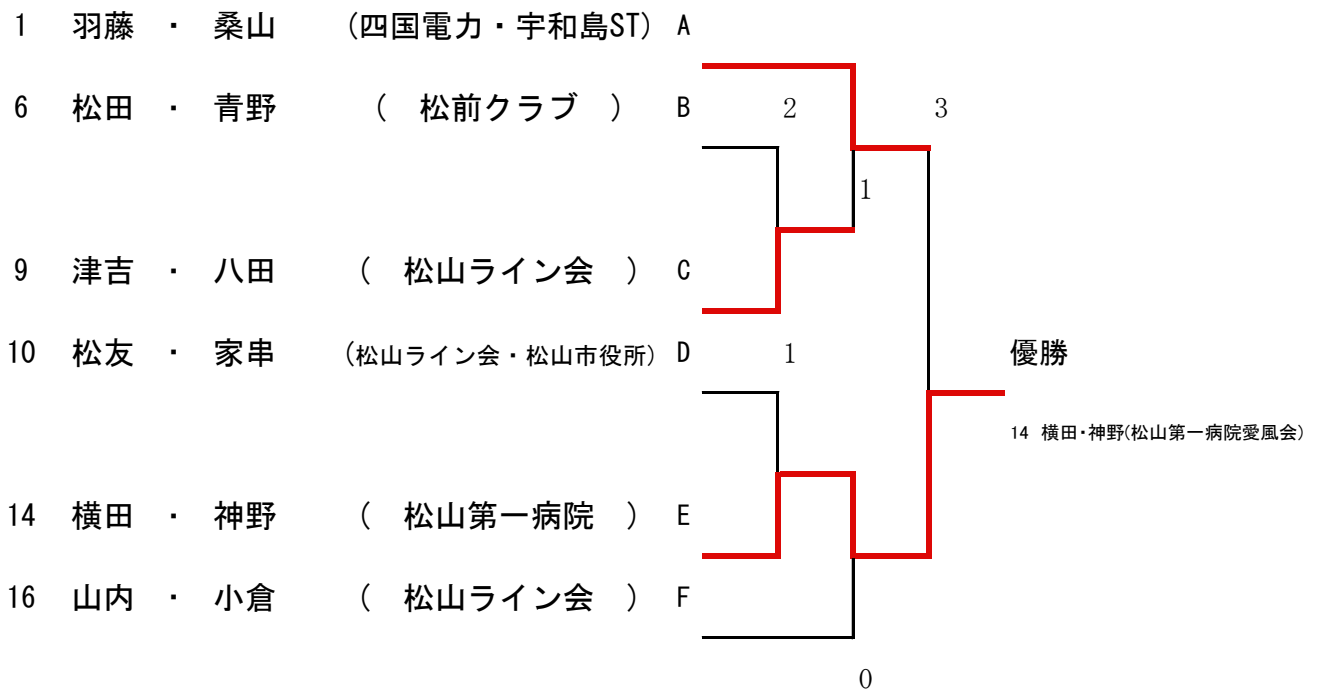 1 羽藤 ・ 桑山 (四国電力・宇和島ST) A
6 松田 ・ 青野 ( 松前クラブ ) B 2 3
1
9 津吉 ・ 八田 ( 松山ライン会 ) C
10 松友 ・ 家串 (松山ライン会・松山市役所) D 1 優勝
14 横田・神野(松山第一病院愛風会)
14 横田 ・ 神野 ( 松山第一病院 ) E
16 山内 ・ 小倉 ( 松山ライン会 ) F
0